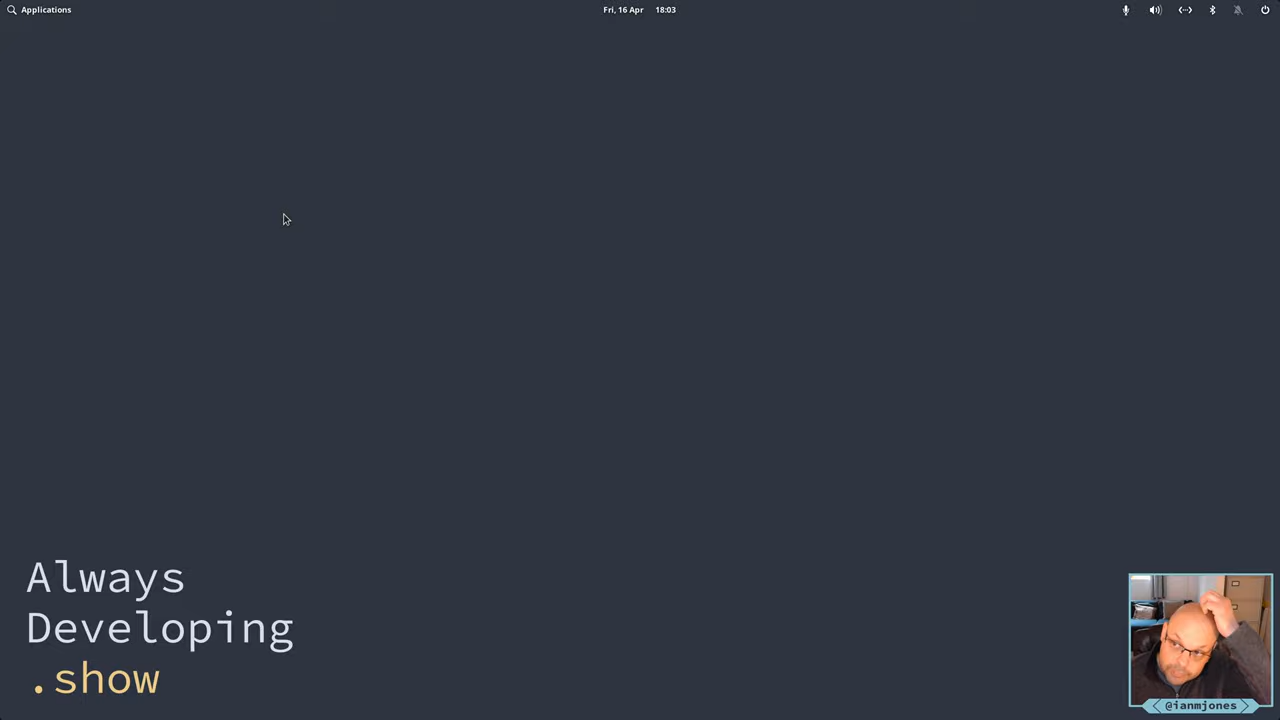 Applications
Fri, 16 Apr 18:03
Always
Developing
.show
@ianmjones